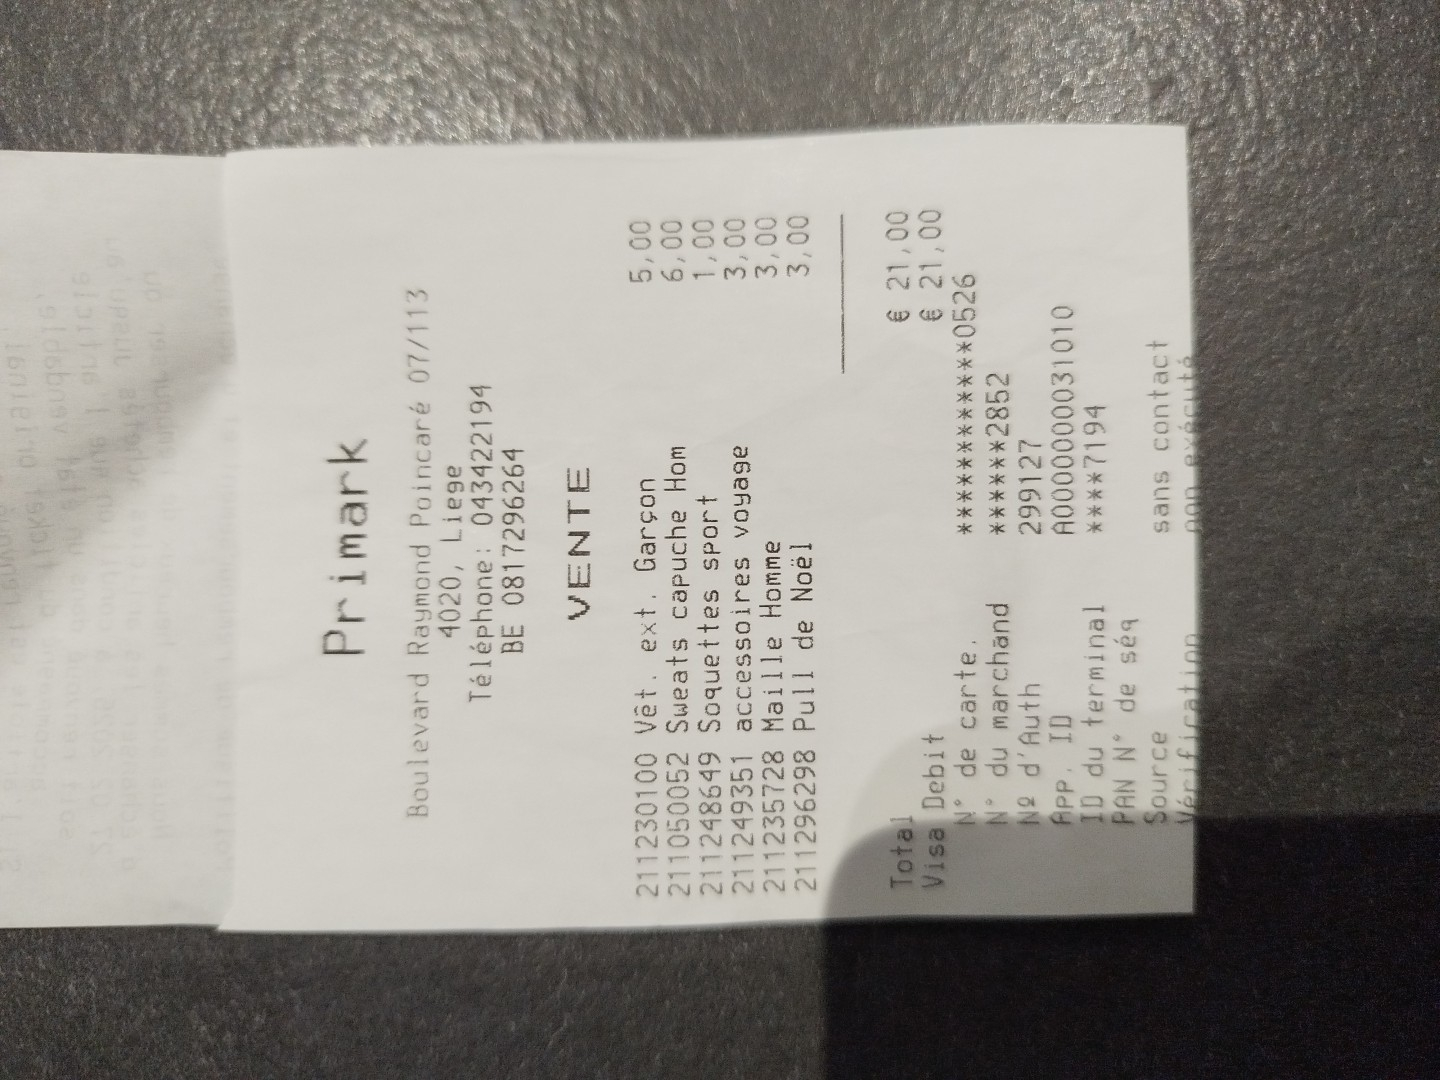 Primark
Boulevard Raymond Poincaré 07/113
4020, Liege
Téléphone: 043422194
BE 0817296264
VENTE
211230100 Vêt. ext. Garçon 5,00
211050052 Sweats capuche Hom 6,00
211248649 Soquettes sport 1,00
211249351 accessoires voyage 3,00
211235728 Maille Homme 3,00
211296298 Pull de Noël 3,00
Total € 21,00
Visa Debit € 21,00
N° de carte. ************0526
N° du marchand ******2852
Nº d'Auth 299127
App. ID A0000000031010
ID du terminal ****7194
PAN N° de séq
Source sans contact
Vérification non exécuté